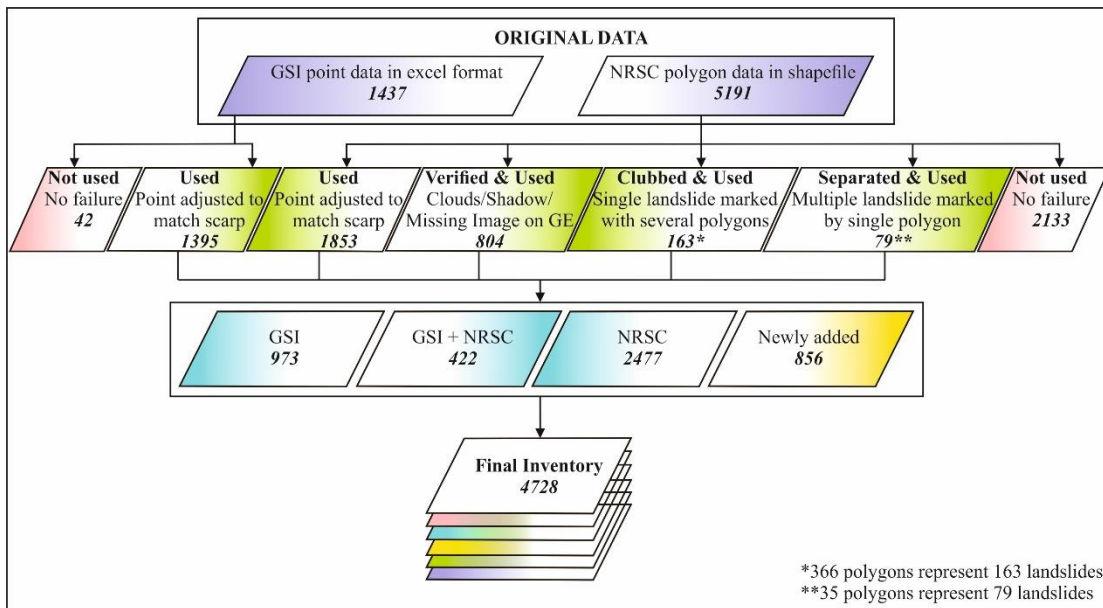 ORIGINAL DATA
GSI point data in excel format
1437
NRSC polygon data in shapefile
5191
Not used
No failure
42
Used
Point adjusted to
match scarp
1395
Used
Point adjusted to
match scarp
1853
Verified & Used
Clouds/Shadow/
Missing Image on GE
804
Clubbed & Used
Single landslide marked
with several polygons
163*
Separated & Used
Multiple landslide marked
by single polygon
79**
Not used
No failure
2133
GSI
973
GSI + NRSC
422
NRSC
2477
Newly added
856
Final Inventory
4728
*366 polygons represent 163 landslides
**35 polygons represent 79 landslides